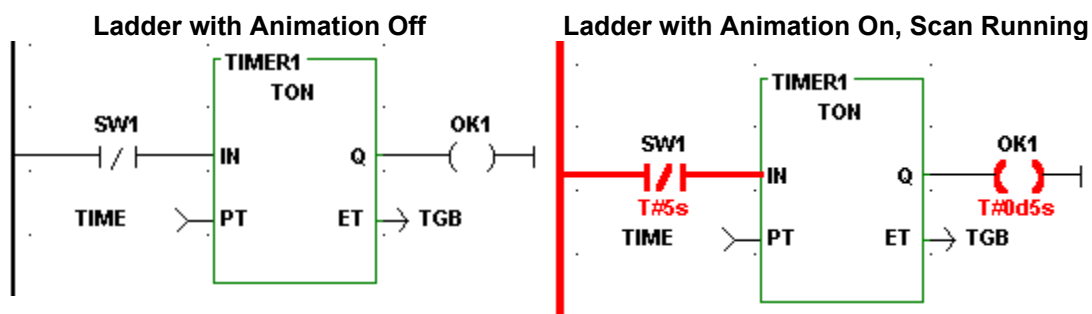 Ladder with Animation Off
TIMER1
TON
SW1
OK1
IN
Q
TIME
PT
ET
TGB
Ladder with Animation On, Scan Running
TIMER1
TON
SW1
OK1
IN
Q
T#5s
T#0d5s
TIME
PT
ET
TGB